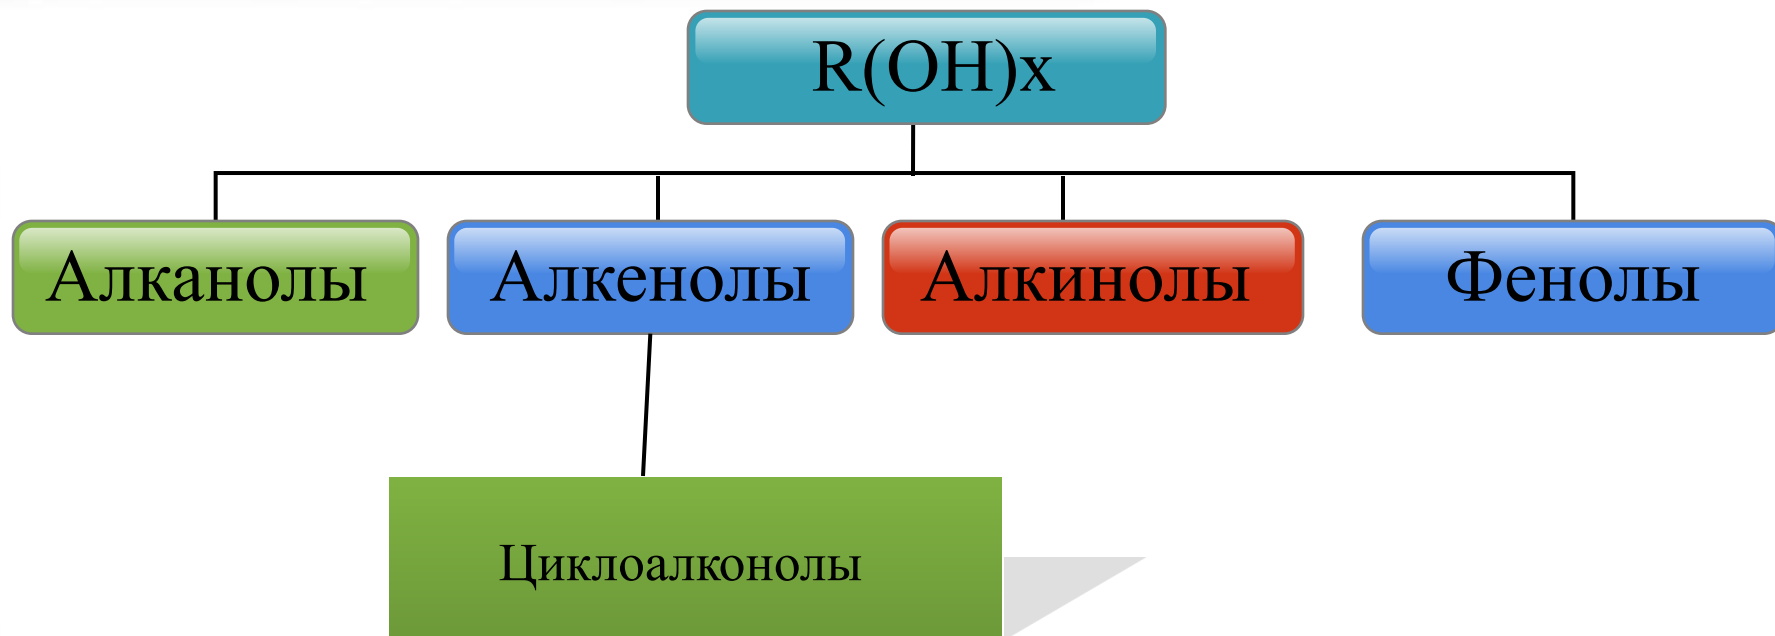 R(OH)x
Алканолы
Алкенолы
Алкинолы
Фенолы
Циклоалконолы